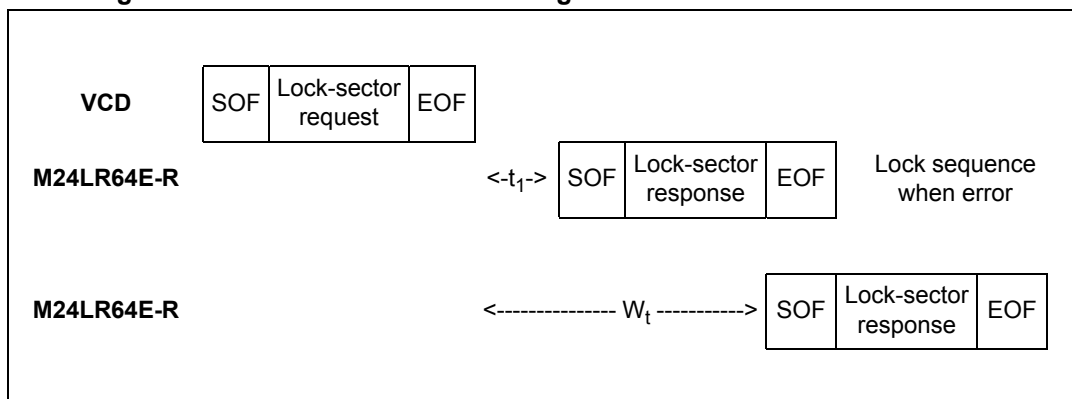 VCD SOF Lock-sector request EOF
M24LR64E-R <-t1-> SOF Lock-sector response EOF Lock sequence when error
M24LR64E-R <--------------- Wt -----------> SOF Lock-sector response EOF